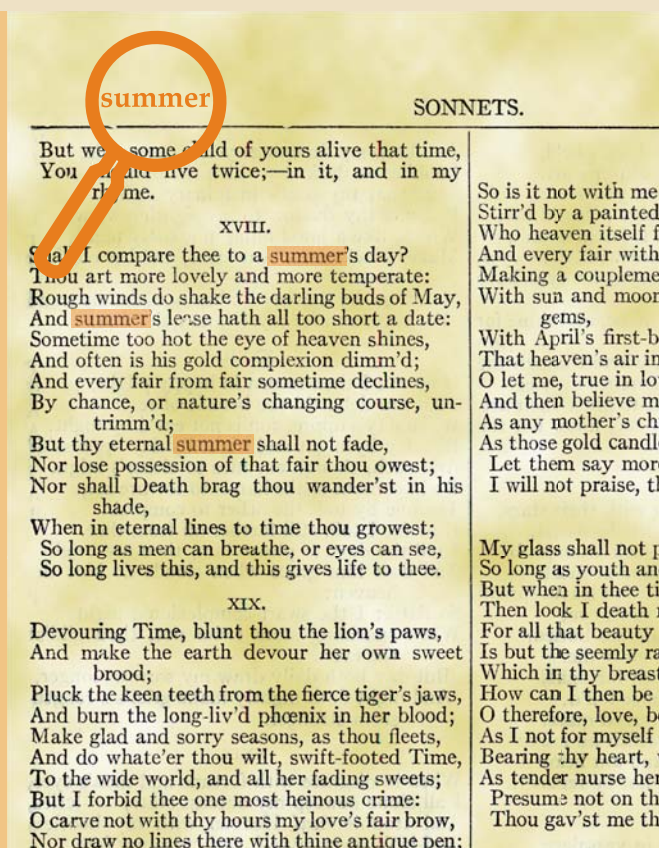 summer
SONNETS.
But were some child of yours alive that time,
You should live twice;—in it, and in my
rhyme.
XVIII.
Shall I compare thee to a summer's day?
Thou art more lovely and more temperate:
Rough winds do shake the darling buds of May,
And summer's lease hath all too short a date:
Sometime too hot the eye of heaven shines,
And often is his gold complexion dimm'd;
And every fair from fair sometime declines,
By chance, or nature's changing course, un-
trimm'd;
But thy eternal summer shall not fade,
Nor lose possession of that fair thou owest;
Nor shall Death brag thou wander'st in his
shade,
When in eternal lines to time thou growest;
So long as men can breathe, or eyes can see,
So long lives this, and this gives life to thee.
XIX.
Devouring Time, blunt thou the lion's paws,
And make the earth devour her own sweet
brood;
Pluck the keen teeth from the fierce tiger's jaws,
And burn the long-liv'd phœnix in her blood;
Make glad and sorry seasons, as thou fleets,
And do whate'er thou wilt, swift-footed Time,
To the wide world, and all her fading sweets;
But I forbid thee one most heinous crime:
O carve not with thy hours my love's fair brow,
Nor draw no lines there with thine antique pen;
So is it not with me
Stirr'd by a painted
Who heaven itself
And every fair with
Making a coupleme
With sun and moon
gems,
With April's first-b
That heaven's air in
O let me, true in lo
And then believe m
As any mother's ch
As those gold candl
Let them say more
I will not praise, th
My glass shall not
So long as youth an
But when in thee ti
Then look I death
For all that beauty
Is but the seemly ra
Which in thy breast
How can I then be
O therefore, love, b
As I not for myself
Bearing thy heart,
As tender nurse her
Presume not on th
Thou gav'st me th